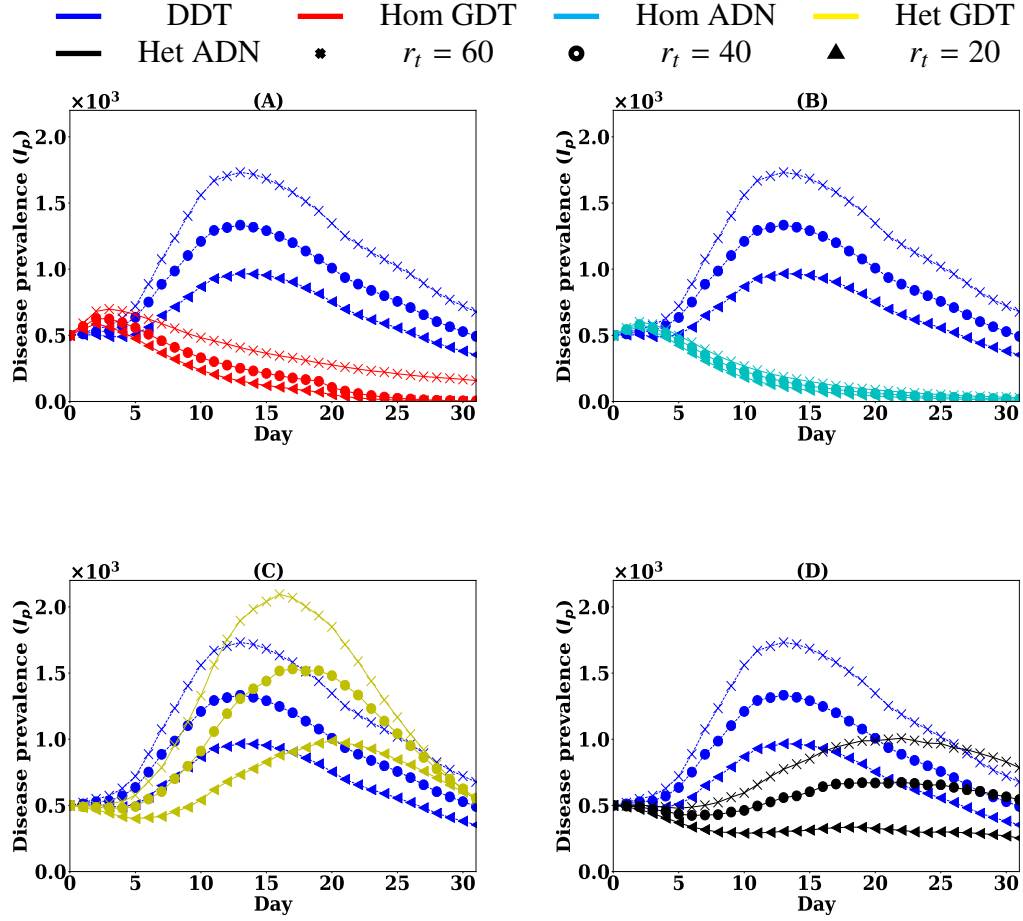 DDT Hom GDT Hom ADN Het GDT
Het ADN r_t = 60 r_t = 40 r_t = 20
×10³ (A)
Disease prevalence (I_p)
2.0
1.5
1.0
0.5
0.0
0 5 10 15 20 25 30
Day
×10³ (B)
Disease prevalence (I_p)
2.0
1.5
1.0
0.5
0.0
0 5 10 15 20 25 30
Day
×10³ (C)
Disease prevalence (I_p)
2.0
1.5
1.0
0.5
0.0
0 5 10 15 20 25 30
Day
×10³ (D)
Disease prevalence (I_p)
2.0
1.5
1.0
0.5
0.0
0 5 10 15 20 25 30
Day